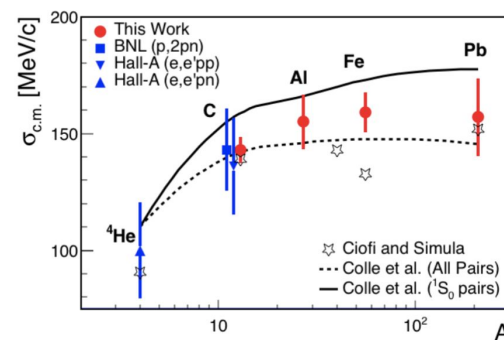 200
150
100
σc.m. [MeV/c]
This Work
BNL (p,2pn)
Hall-A (e,e'pp)
Hall-A (e,e'pn)
⁴He
C
Al
Fe
Pb
Ciofi and Simula
Colle et al. (All Pairs)
Colle et al. (¹S₀ pairs)
10
10²
A